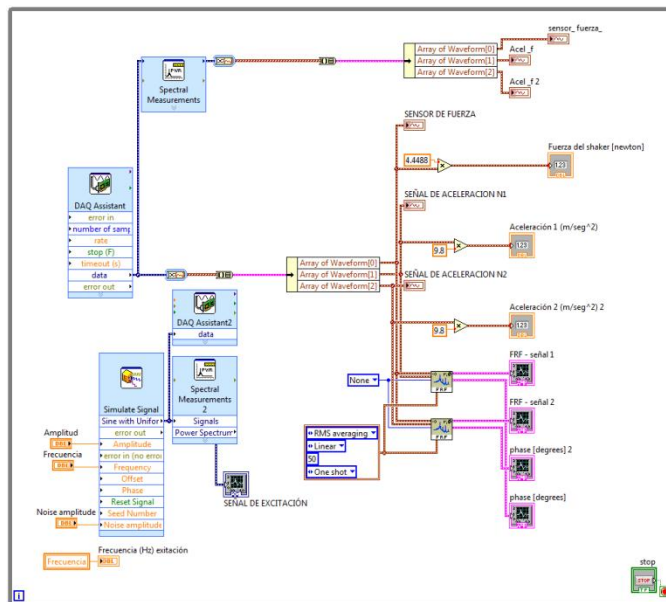 sensor_fuerza_
Array of Waveform[0]
Array of Waveform[1]
Array of Waveform[2]
Acel _f
Acel _f 2
Spectral
Measurements
SENSOR DE FUERZA
4.4488
Fuerza del shaker [newton]
DAQ Assistant
error in
number of samp
rate
stop (F)
timeout (s)
data
error out
SEÑAL DE ACELERACION N1
Aceleración 1 (m/seg^2)
9.8
Array of Waveform[0]
Array of Waveform[1]
Array of Waveform[2]
SEÑAL DE ACELERACION N2
Aceleración 2 (m/seg^2) 2
9.8
DAQ Assistant2
data
Simulate Signal
Sine with Unifor
error out
Amplitude
error in (no erro
Frequency
Offset
Phase
Reset Signal
Seed Number
Noise amplitude
Spectral
Measurements
2
Signals
Power Spectrum
Amplitud
Frecuencia
Noise amplitude
SEÑAL DE EXCITACIÓN
None
FRF
FRF
RMS averaging
Linear
50
One shot
FRF - señal 1
FRF - señal 2
phase [degrees] 2
phase [degrees]
Frecuencia
Frecuencia (Hz) exitación
stop
STOP
TF
i